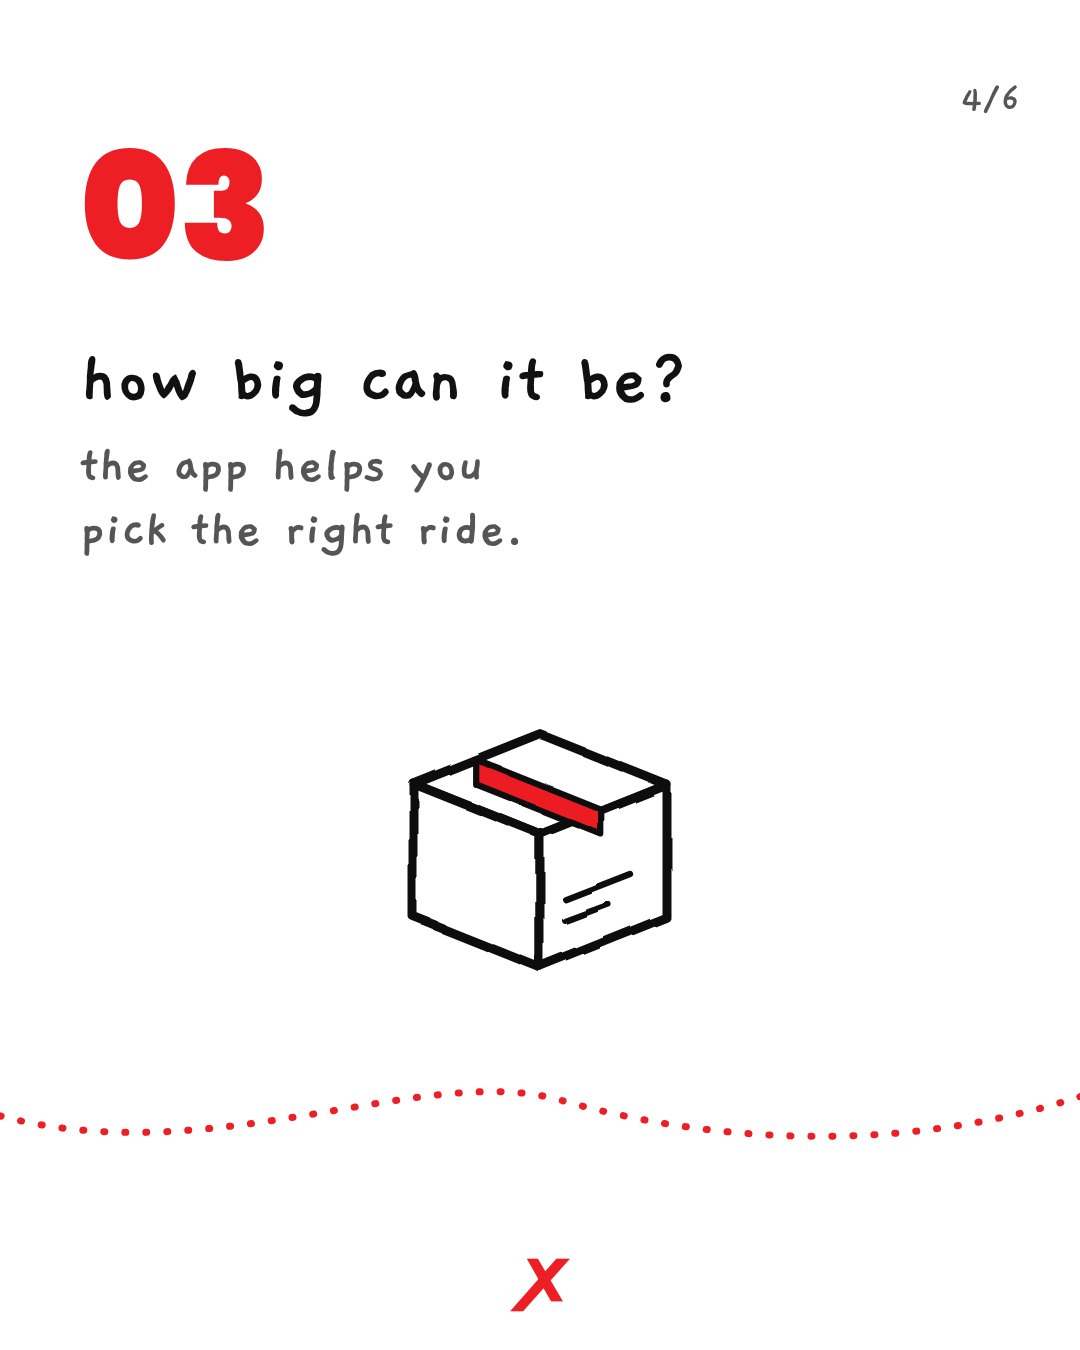 4/6
03
how big can it be?
the app helps you
pick the right ride.
X